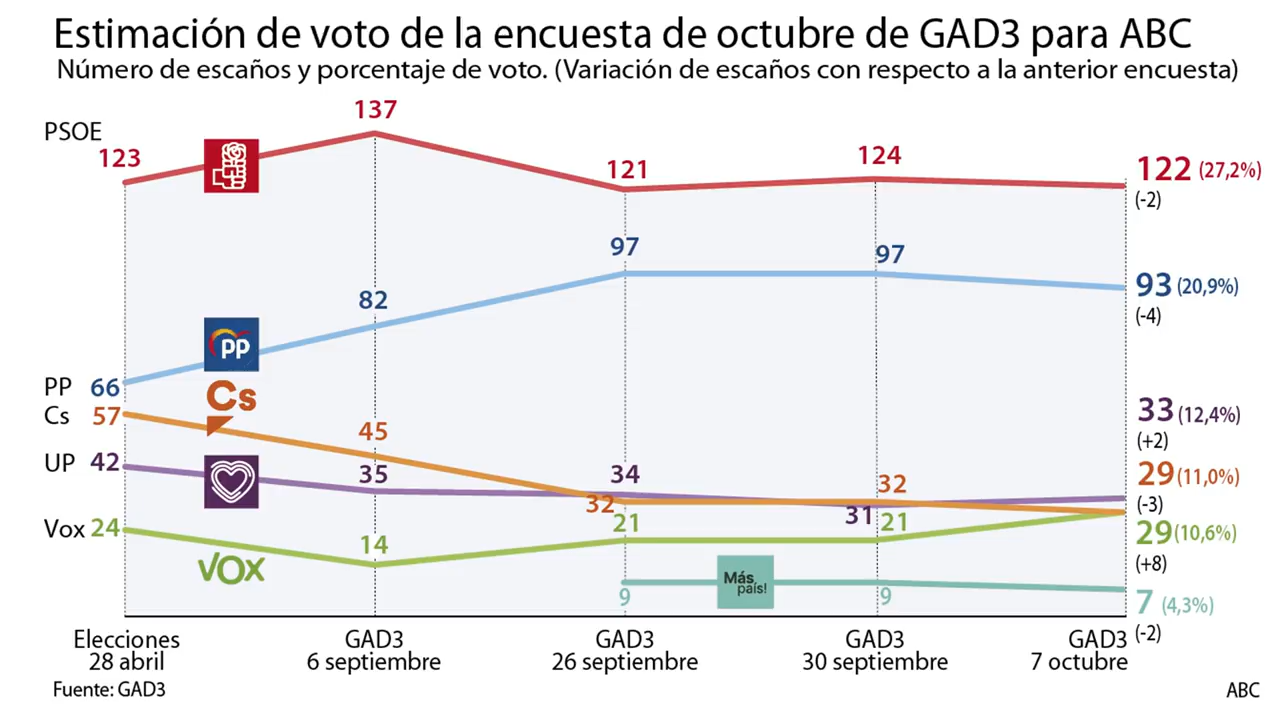 Estimación de voto de la encuesta de octubre de GAD3 para ABC
Número de escaños y porcentaje de voto. (Variación de escaños con respecto a la anterior encuesta)
PSOE
123
137
121
124
122 (27,2%)
(-2)
PP
66
pp
82
97
97
93 (20,9%)
(-4)
Cs
57
Cs
45
32
32
29 (11,0%)
(-3)
UP
42
35
34
31
33 (12,4%)
(+2)
Vox
24
VOX
14
21
21
29 (10,6%)
(+8)
Más
país!
9
9
7 (4,3%)
(-2)
Elecciones
28 abril
GAD3
6 septiembre
GAD3
26 septiembre
GAD3
30 septiembre
GAD3
7 octubre
Fuente: GAD3
ABC